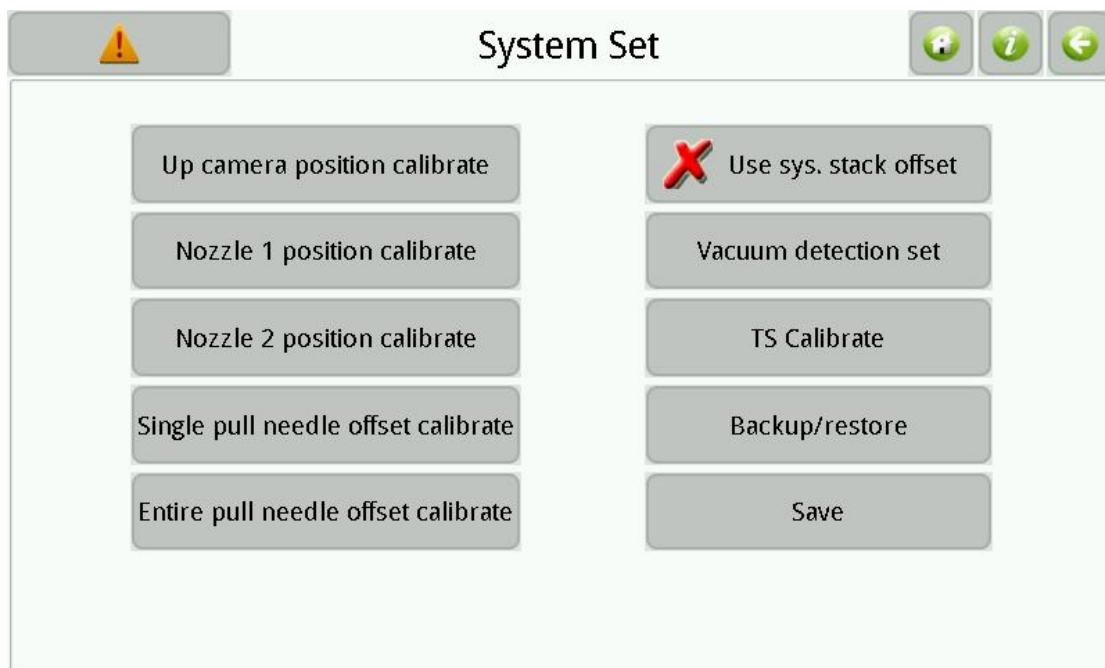 System Set
Up camera position calibrate
Use sys. stack offset
Nozzle 1 position calibrate
Vacuum detection set
Nozzle 2 position calibrate
TS Calibrate
Single pull needle offset calibrate
Backup/restore
Entire pull needle offset calibrate
Save